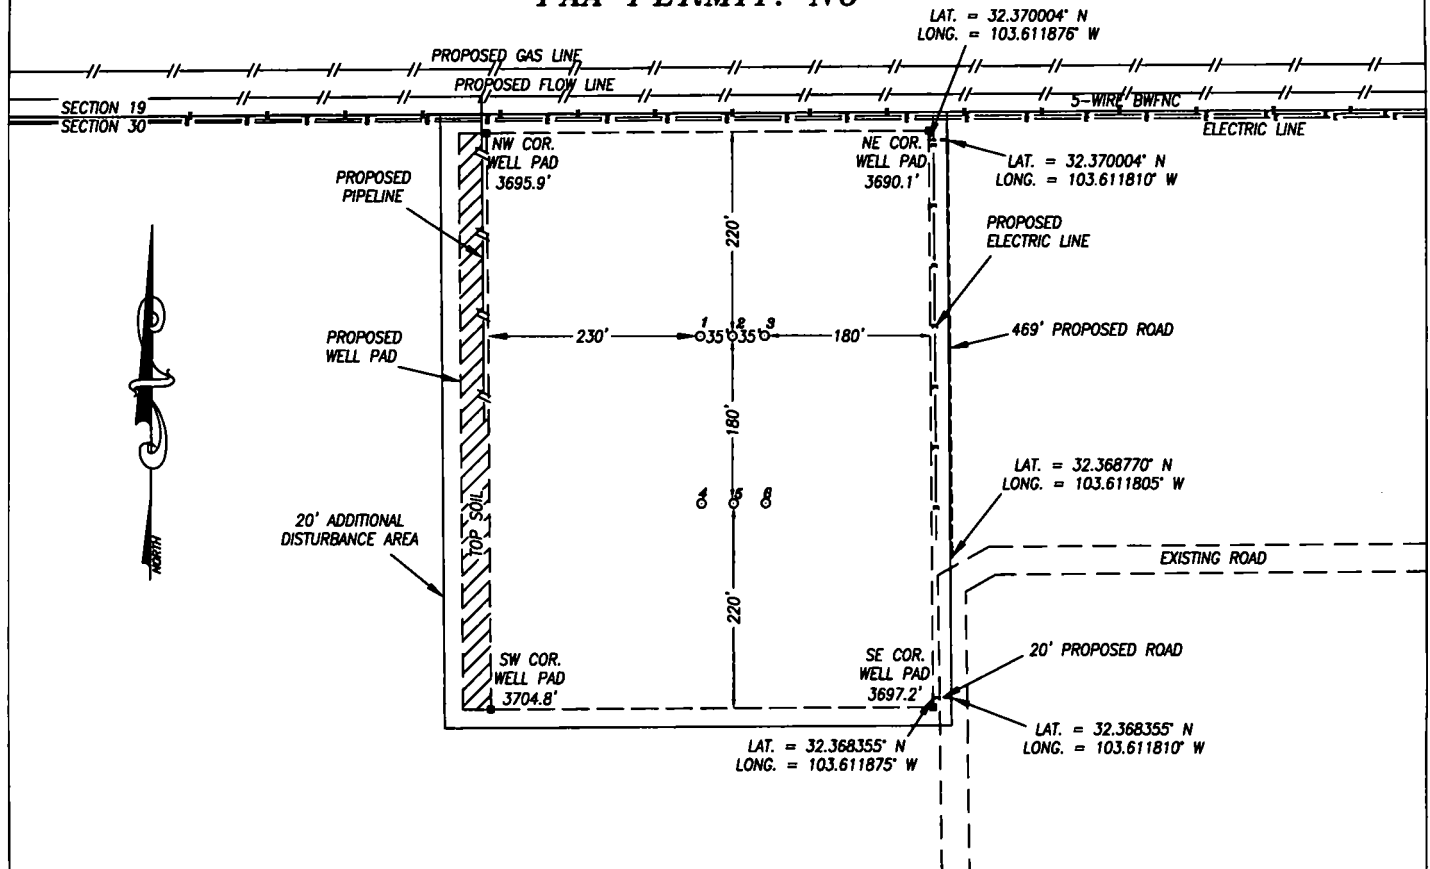 LAT. = 32.370004° N
LONG. = 103.611876° W
PROPOSED GAS LINE
PROPOSED FLOW LINE
SECTION 19
SECTION 30
5-WIRE BWFNC
ELECTRIC LINE
NW COR.
WELL PAD
3695.9'
NE COR.
WELL PAD
3690.1'
LAT. = 32.370004° N
LONG. = 103.611810° W
PROPOSED
PIPELINE
220'
PROPOSED
ELECTRIC LINE
1 2 3
230' 35' 35' 180'
469' PROPOSED ROAD
PROPOSED
WELL PAD
180'
LAT. = 32.368770° N
LONG. = 103.611805° W
4 5 6
TOP SOIL
20' ADDITIONAL
DISTURBANCE AREA
NORTH
EXISTING ROAD
220'
SW COR.
WELL PAD
3704.8'
SE COR.
WELL PAD
3697.2'
20' PROPOSED ROAD
LAT. = 32.368355° N
LONG. = 103.611875° W
LAT. = 32.368355° N
LONG. = 103.611810° W